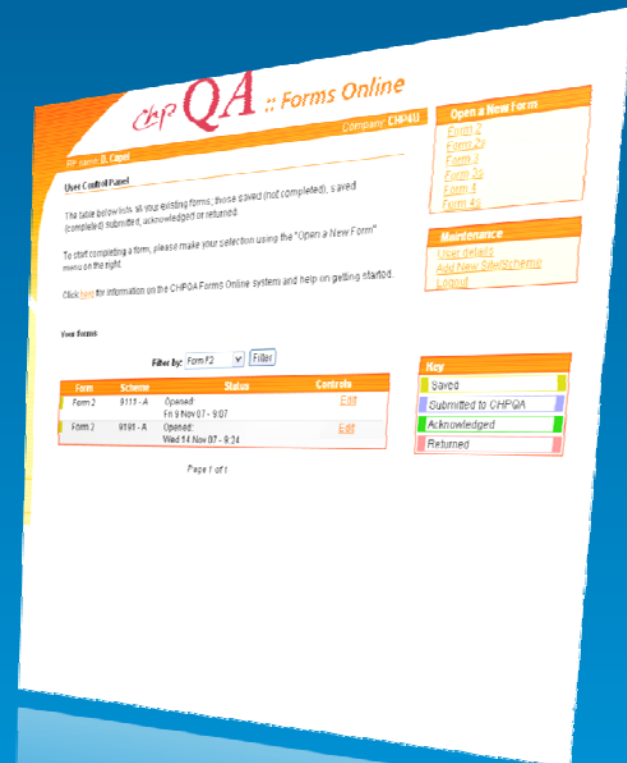 chp QA :: Forms Online
RP name D. Capel
Company CHP4U
User Control Panel
The table below lists all your existing forms; those saved (not completed), saved
(completed) submitted, acknowledged or returned.
To start completing a form, please make your selection using the "Open a New Form"
menu on the right.
Click here for information on the CHPQA Forms Online system and help on getting started.
Your forms
Filter by: Form F2 Filter
Form Scheme Status Controls
Form 2 9111 - A Opened: Edit
Fri 9 Nov 07 - 9:07
Form 2 9191 - A Opened: Edit
Wed 14 Nov 07 - 9:24
Page 1 of 1
Open a New Form
Form 2
Form 2s
Form 3
Form 3s
Form 4
Form 4s
Maintenance
User details
Add New Site/Scheme
Logout
Key
Saved
Submitted to CHPQA
Acknowledged
Returned